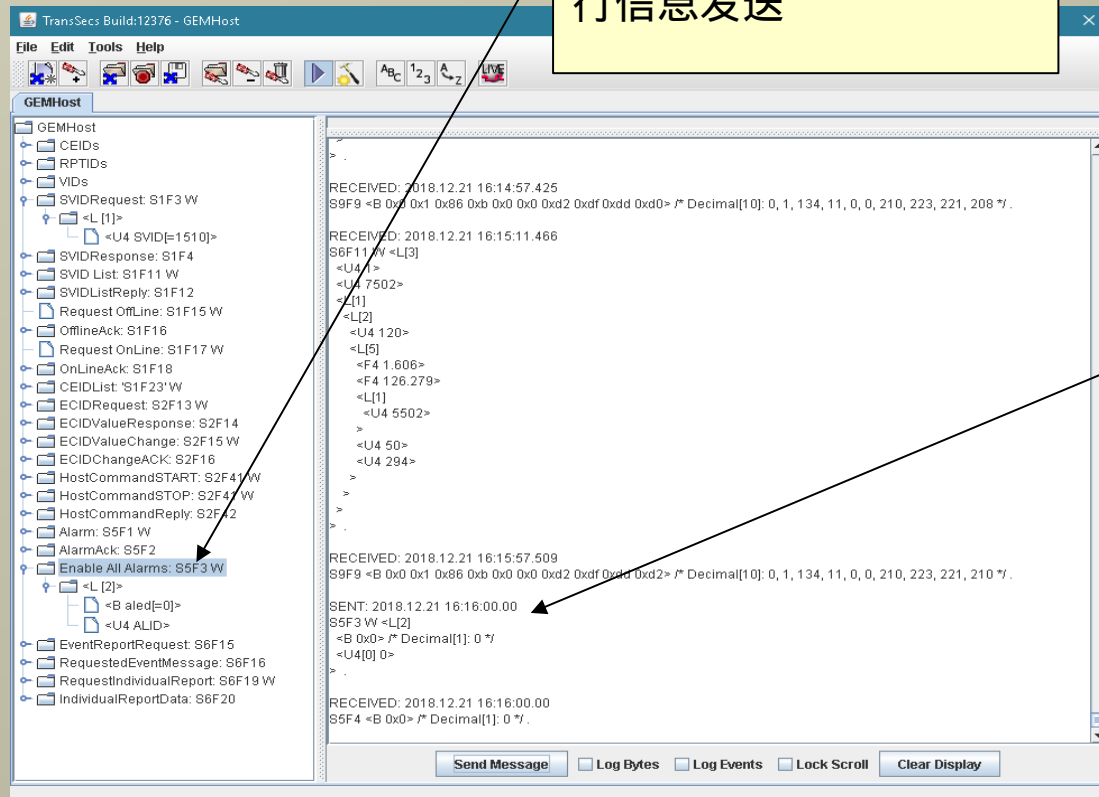 行信息发送
TransSecs Build:12376 - GEMHost
File Edit Tools Help
ABC 123 A→Z LIVE
GEMHost
GEMHost
CEIDs
RPTIDs
VIDs
SVIDRequest: S1F3 W
<L [1]>
<U4 SVID[=1510]>
SVIDResponse: S1F4
SVID List: S1F11 W
SVIDListReply: S1F12
Request OffLine: S1F15 W
OfflineAck: S1F16
Request OnLine: S1F17 W
OnLineAck: S1F18
CEIDList: 'S1F23' W
ECIDRequest: S2F13 W
ECIDValueResponse: S2F14
ECIDValueChange: S2F15 W
ECIDChangeACK: S2F16
HostCommandSTART: S2F41 W
HostCommandSTOP: S2F41 W
HostCommandReply: S2F42
Alarm: S5F1 W
AlarmAck: S5F2
Enable All Alarms: S5F3 W
<L [2]>
<B aled[=0]>
<U4 ALID>
EventReportRequest: S6F15
RequestedEventMessage: S6F16
RequestIndividualReport: S6F19 W
IndividualReportData: S6F20
>
> .
RECEIVED: 2018.12.21 16:14:57.425
S9F9 <B 0x0 0x1 0x86 0xb 0x0 0x0 0xd2 0xdf 0xdd 0xd0> /* Decimal[10]: 0, 1, 134, 11, 0, 0, 210, 223, 221, 208 */ .
RECEIVED: 2018.12.21 16:15:11.466
S6F11 W <L[3]
<U4 1>
<U4 7502>
<L[1]
<L[2]
<U4 120>
<L[5]
<F4 1.606>
<F4 126.279>
<L[1]
<U4 5502>
>
<U4 50>
<U4 294>
>
>
>
> .
RECEIVED: 2018.12.21 16:15:57.509
S9F9 <B 0x0 0x1 0x86 0xb 0x0 0x0 0xd2 0xdf 0xdd 0xd2> /* Decimal[10]: 0, 1, 134, 11, 0, 0, 210, 223, 221, 210 */ .
SENT: 2018.12.21 16:16:00.00
S5F3 W <L[2]
<B 0x0> /* Decimal[1]: 0 */
<U4[0] 0>
> .
RECEIVED: 2018.12.21 16:16:00.00
S5F4 <B 0x0> /* Decimal[1]: 0 */ .
Send Message Log Bytes Log Events Lock Scroll Clear Display